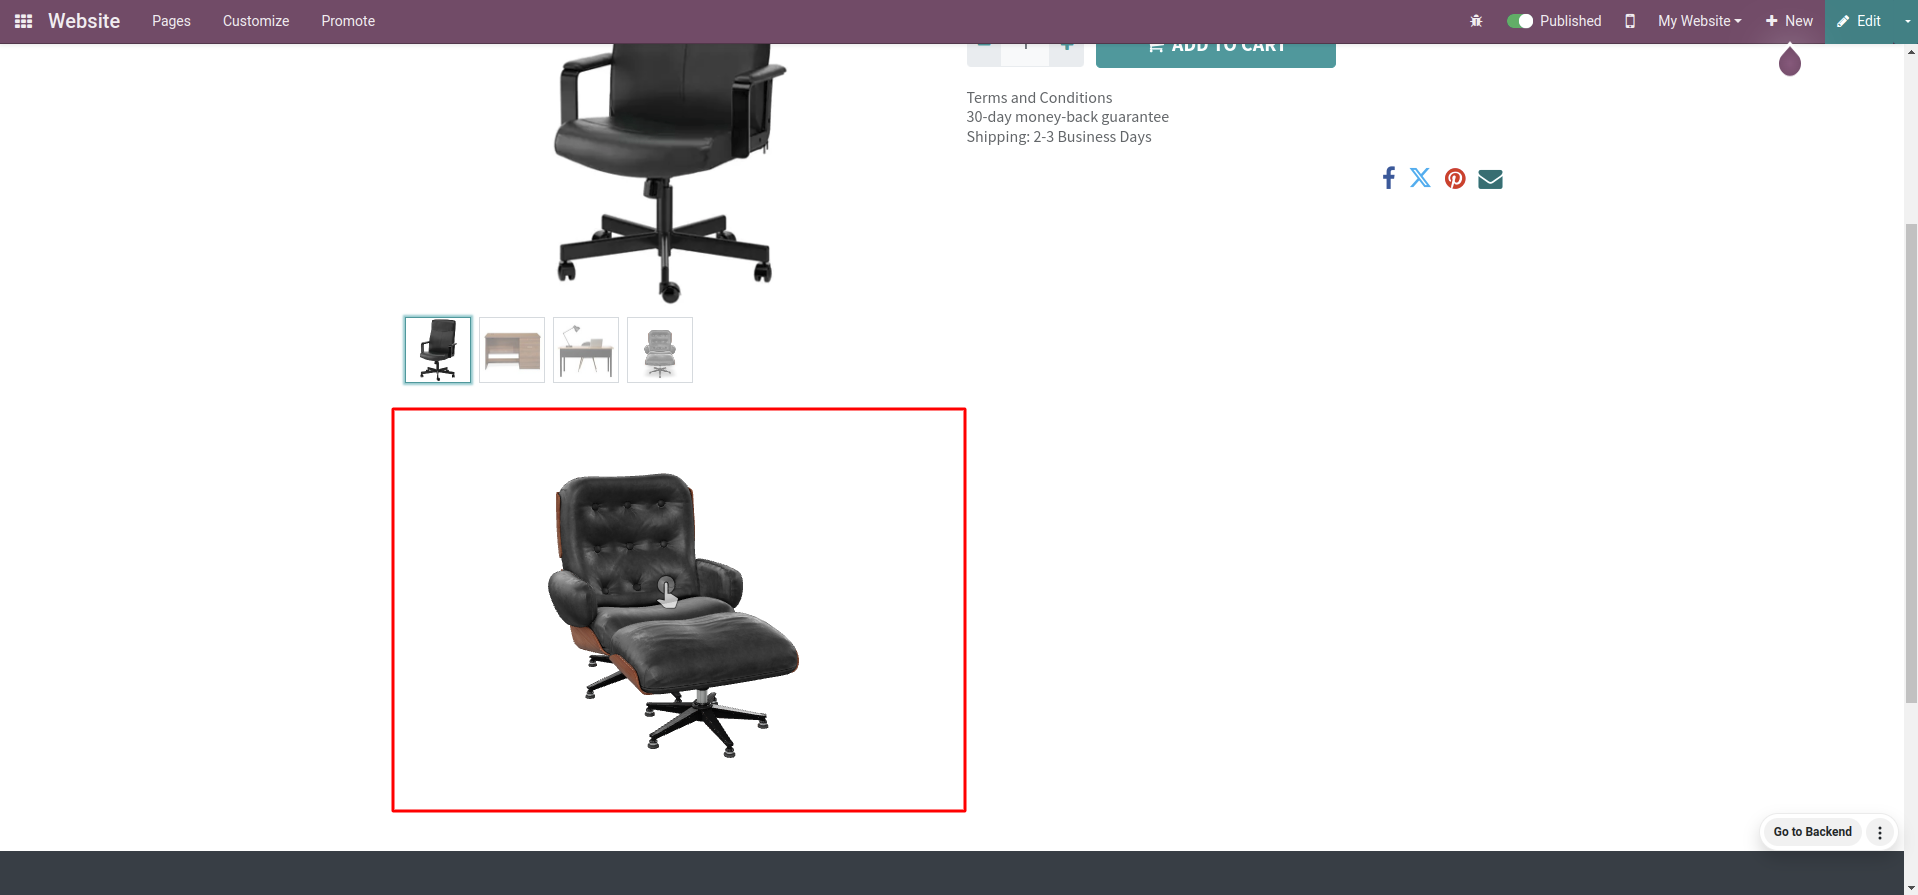 Website Pages Customize Promote Published My Website New Edit
1 ADD TO CART
Terms and Conditions
30-day money-back guarantee
Shipping: 2-3 Business Days
Go to Backend